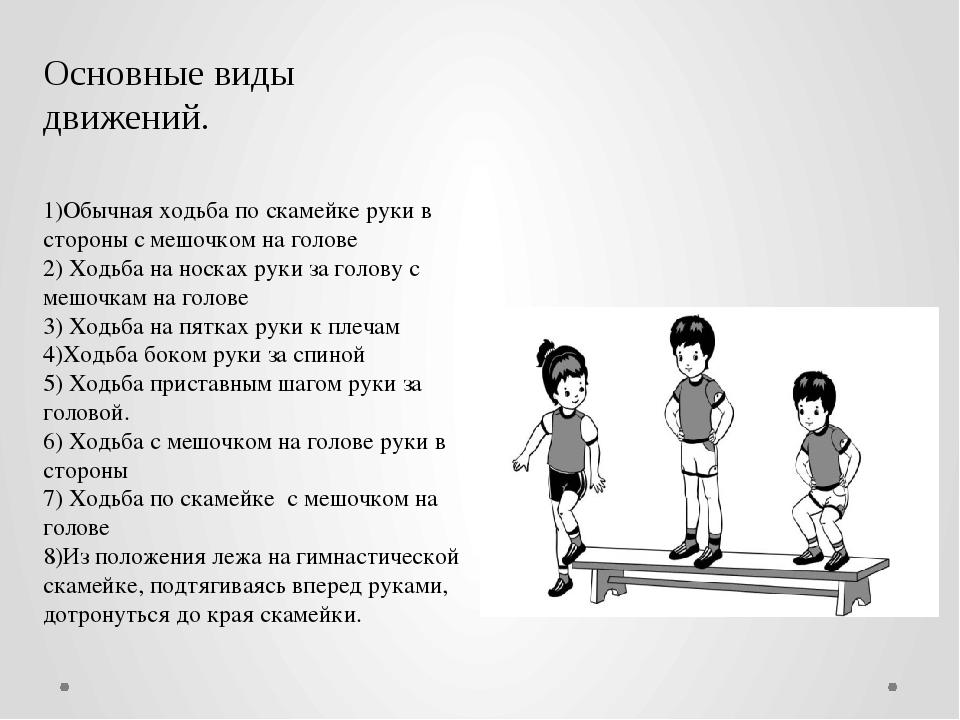 Основные виды
движений.
1)Обычная ходьба по скамейке руки в
стороны с мешочком на голове
2) Ходьба на носках руки за голову с
мешочкам на голове
3) Ходьба на пятках руки к плечам
4)Ходьба боком руки за спиной
5) Ходьба приставным шагом руки за
головой.
6) Ходьба с мешочком на голове руки в
стороны
7) Ходьба по скамейке  с мешочком на
голове
8)Из положения лежа на гимнастической
скамейке, подтягиваясь вперед руками,
дотронуться до края скамейки.